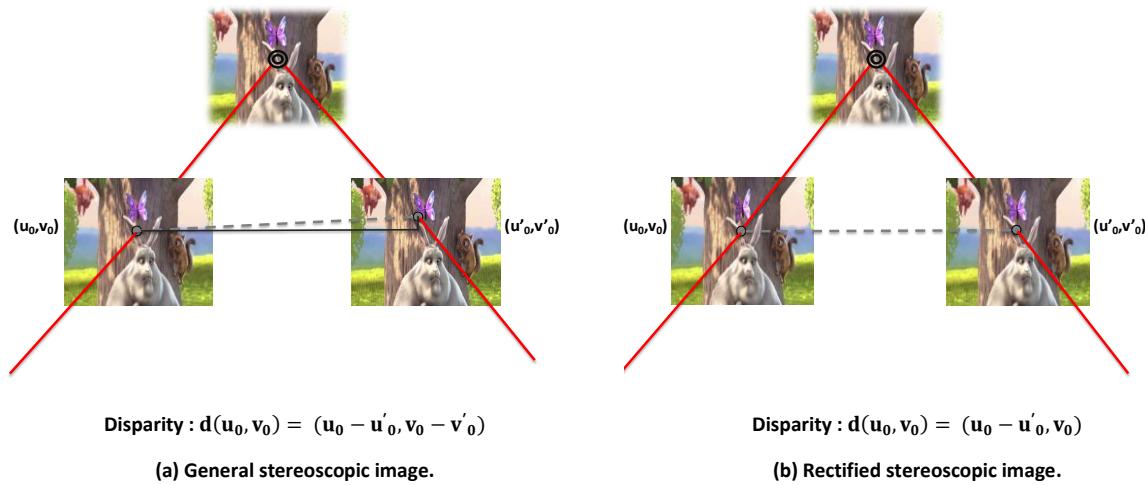 (u₀,v₀)
(u'₀,v'₀)
Disparity : d(u₀, v₀) = (u₀ − u'₀, v₀ − v'₀)
(a) General stereoscopic image.
(u₀,v₀)
(u'₀,v'₀)
Disparity : d(u₀, v₀) = (u₀ − u'₀, v₀)
(b) Rectified stereoscopic image.